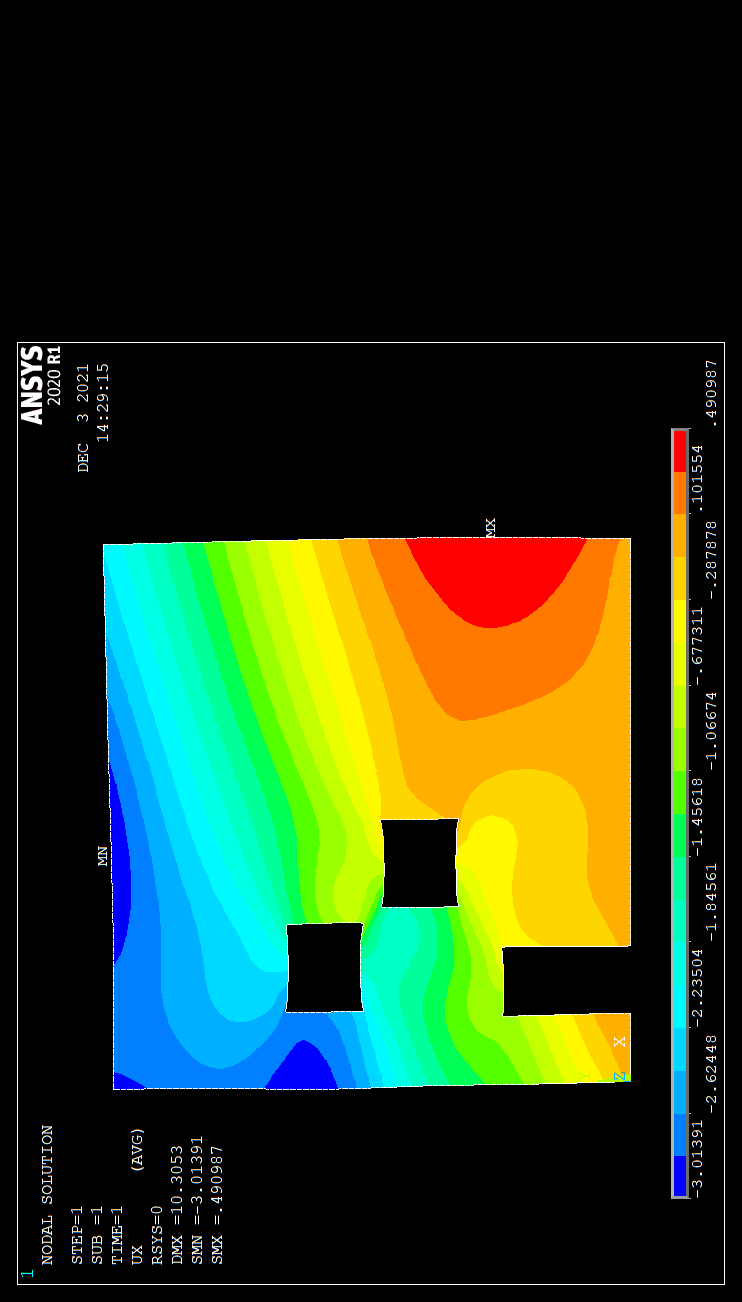 1
NODAL SOLUTION
STEP=1
SUB =1
TIME=1
UX (AVG)
RSYS=0
DMX =10.3053
SMN =-3.01391
SMX =.490987
ANSYS
2020 R1
DEC 3 2021
14:29:15
MN
MX
Z X
-3.01391
-2.62448
-2.23504
-1.84561
-1.45618
-1.06674
-.677311
-.287878
.101554
.490987